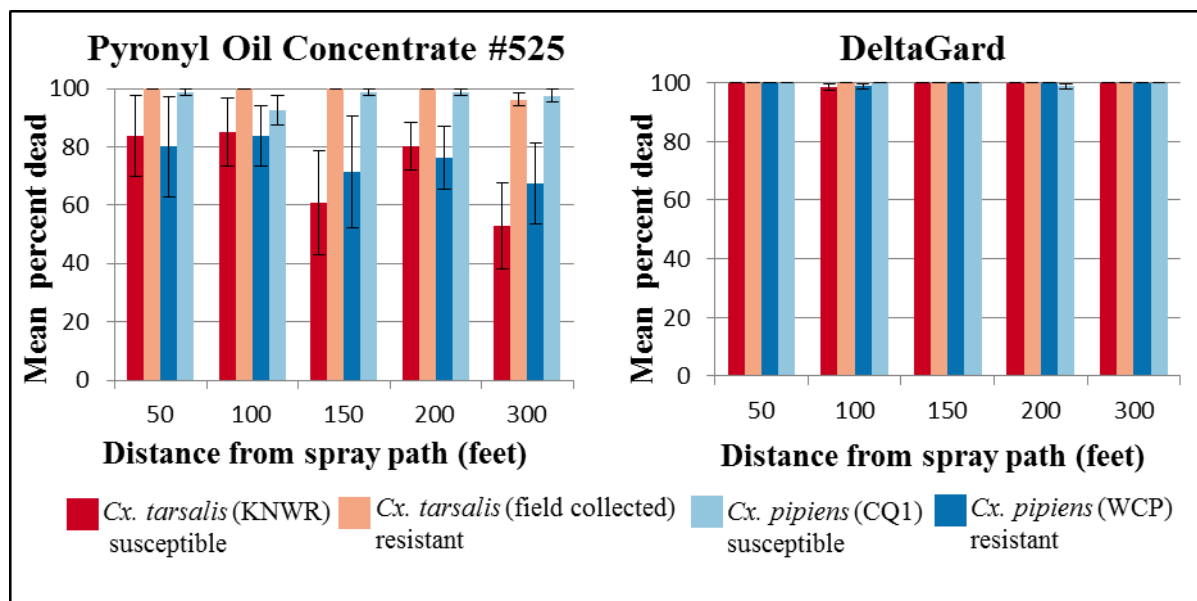 Pyronyl Oil Concentrate #525
Mean percent dead
100
80
60
40
20
0
50 100 150 200 300
Distance from spray path (feet)
DeltaGard
Mean percent dead
100
80
60
40
20
0
50 100 150 200 300
Distance from spray path (feet)
Cx. tarsalis (KNWR)
susceptible
Cx. tarsalis (field collected)
resistant
Cx. pipiens (CQ1)
susceptible
Cx. pipiens (WCP)
resistant